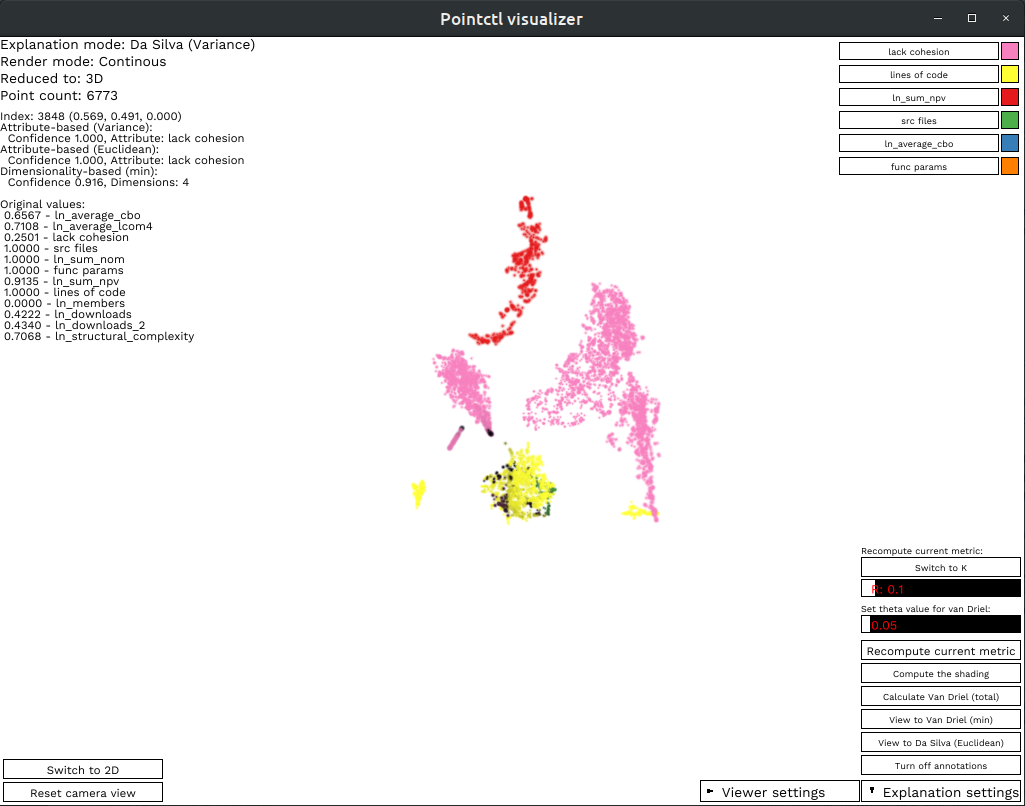 Pointctl visualizer
Explanation mode: Da Silva (Variance)
Render mode: Continous
Reduced to: 3D
Point count: 6773
Index: 3848 (0.569, 0.491, 0.000)
Attribute-based (Variance):
Confidence 1.000, Attribute: lack cohesion
Attribute-based (Euclidean):
Confidence 1.000, Attribute: lack cohesion
Dimensionality-based (min):
Confidence 0.916, Dimensions: 4
Original values:
0.6567 - ln_average_cbo
0.7108 - ln_average_lcom4
0.2501 - lack cohesion
1.0000 - src files
1.0000 - ln_sum_nom
1.0000 - func params
0.9135 - ln_sum_npv
1.0000 - lines of code
0.0000 - ln_members
0.4222 - ln_downloads
0.4340 - ln_downloads_2
0.7068 - ln_structural_complexity
lack cohesion
lines of code
ln_sum_npv
src files
ln_average_cbo
func params
Recompute current metric:
Switch to K
R: 0.1
Set theta value for van Driel:
0.05
Recompute current metric
Compute the shading
Calculate Van Driel (total)
View to Van Driel (min)
View to Da Silva (Euclidean)
Turn off annotations
Switch to 2D
Reset camera view
Viewer settings
Explanation settings